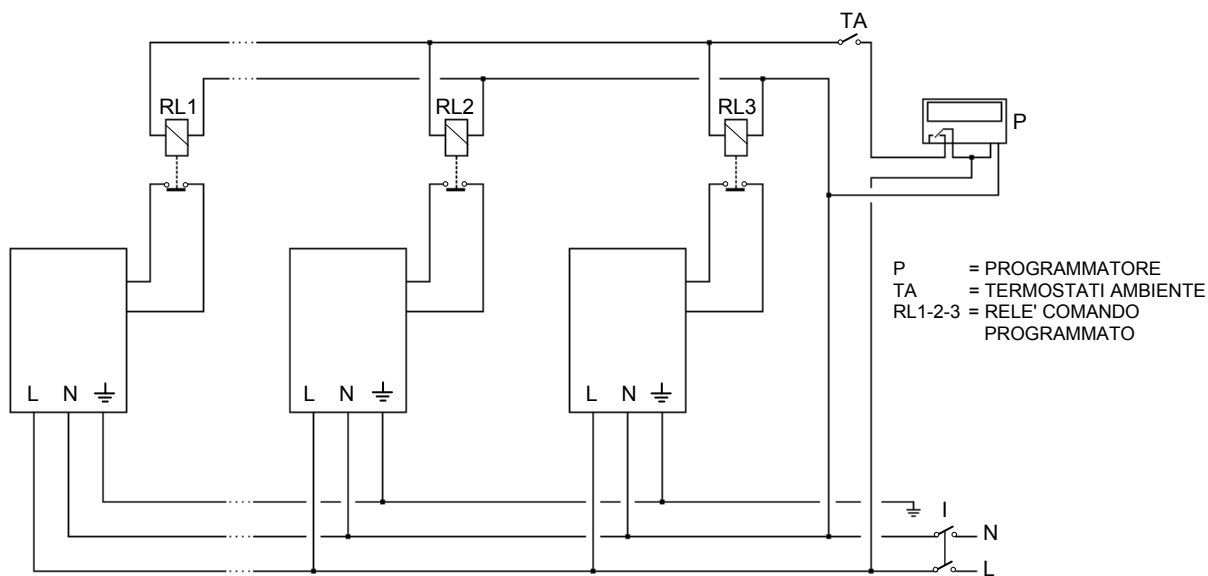 TA
RL1
RL2
RL3
P
P = PROGRAMMATORE
TA = TERMOSTATI AMBIENTE
RL1-2-3 = RELE' COMANDO
PROGRAMMATO
L N
L N
L N
I
N
L